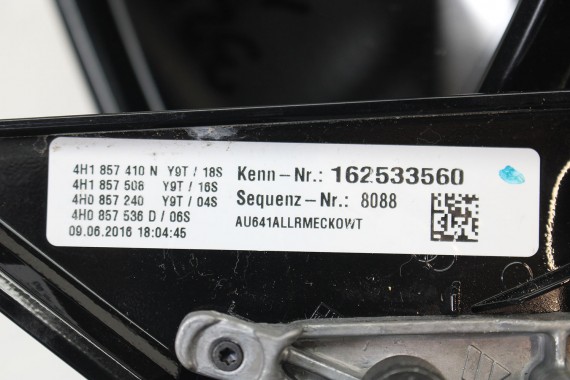 4H1 857 410 N Y9T / 18S
4H1 857 508 Y9T / 16S
4H0 857 240 Y9T / 04S
4H0 857 536 D / 06S
09.06.2016 18:04:45
Kenn-Nr.: 162533560
Sequenz-Nr.: 8088
AU641ALLRMECKOWT